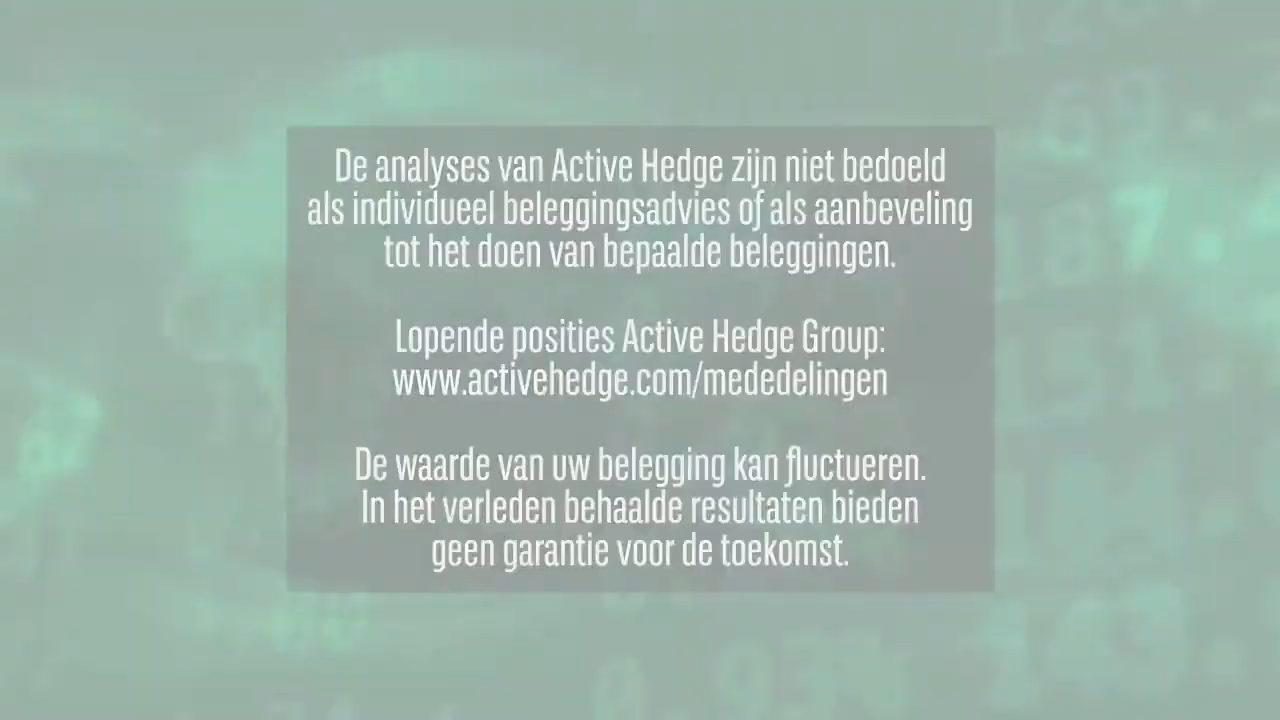 De analyses van Active Hedge zijn niet bedoeld
als individueel beleggingsadvies of als aanbeveling
tot het doen van bepaalde beleggingen.
Lopende posities Active Hedge Group:
www.activehedge.com/mededelingen
De waarde van uw belegging kan fluctueren.
In het verleden behaalde resultaten bieden
geen garantie voor de toekomst.